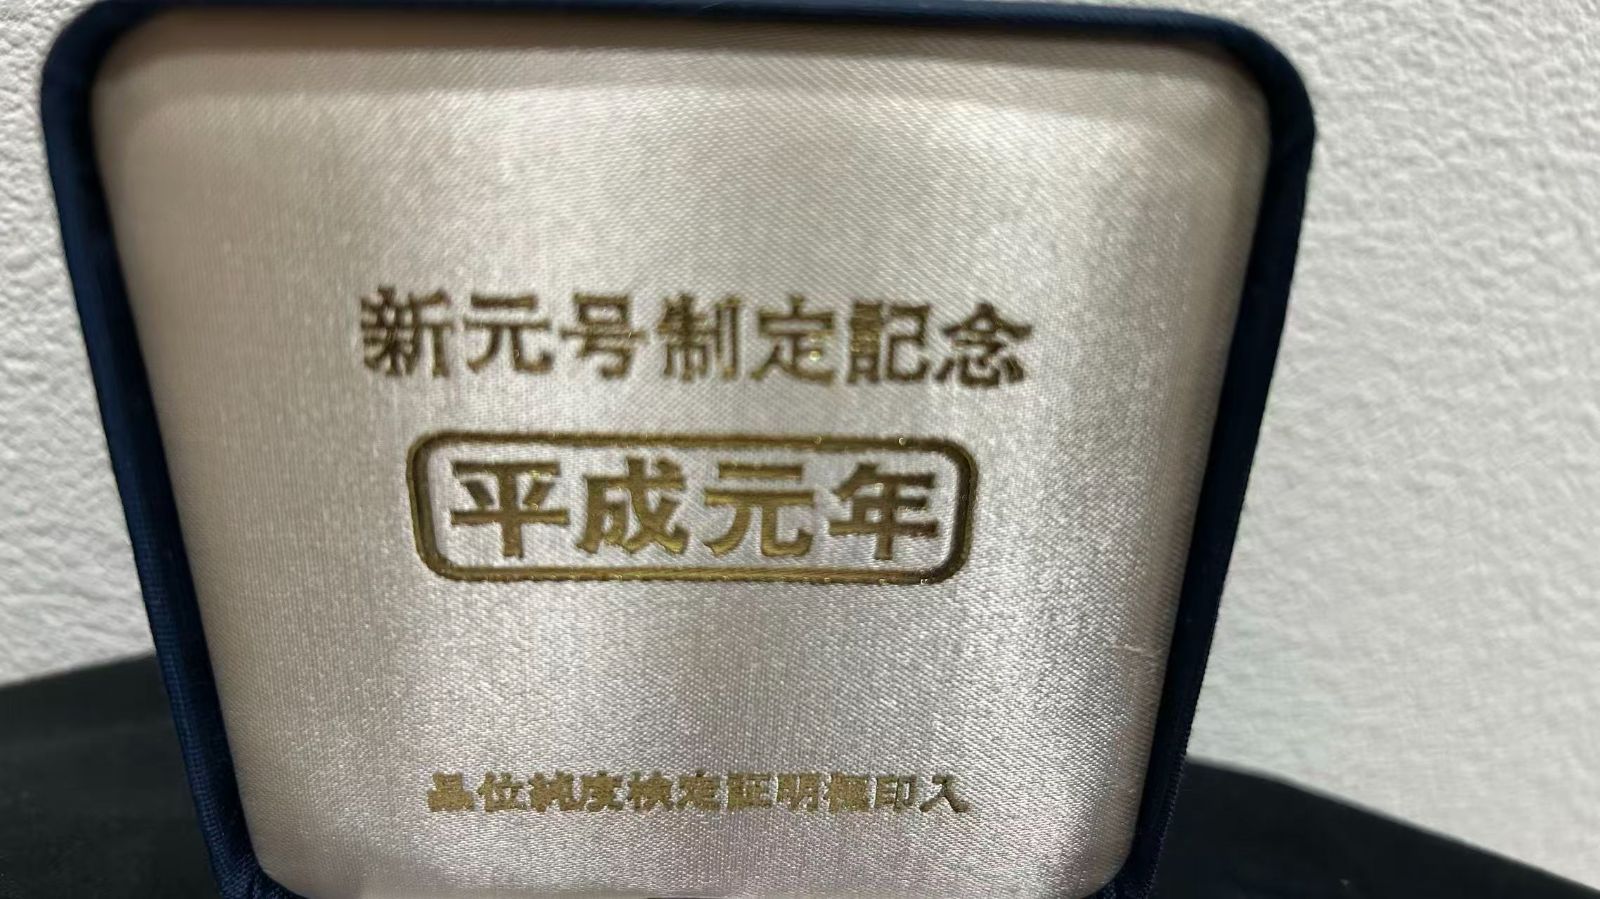 新元号制定記念
平成元年
品位純度検定証明極印入